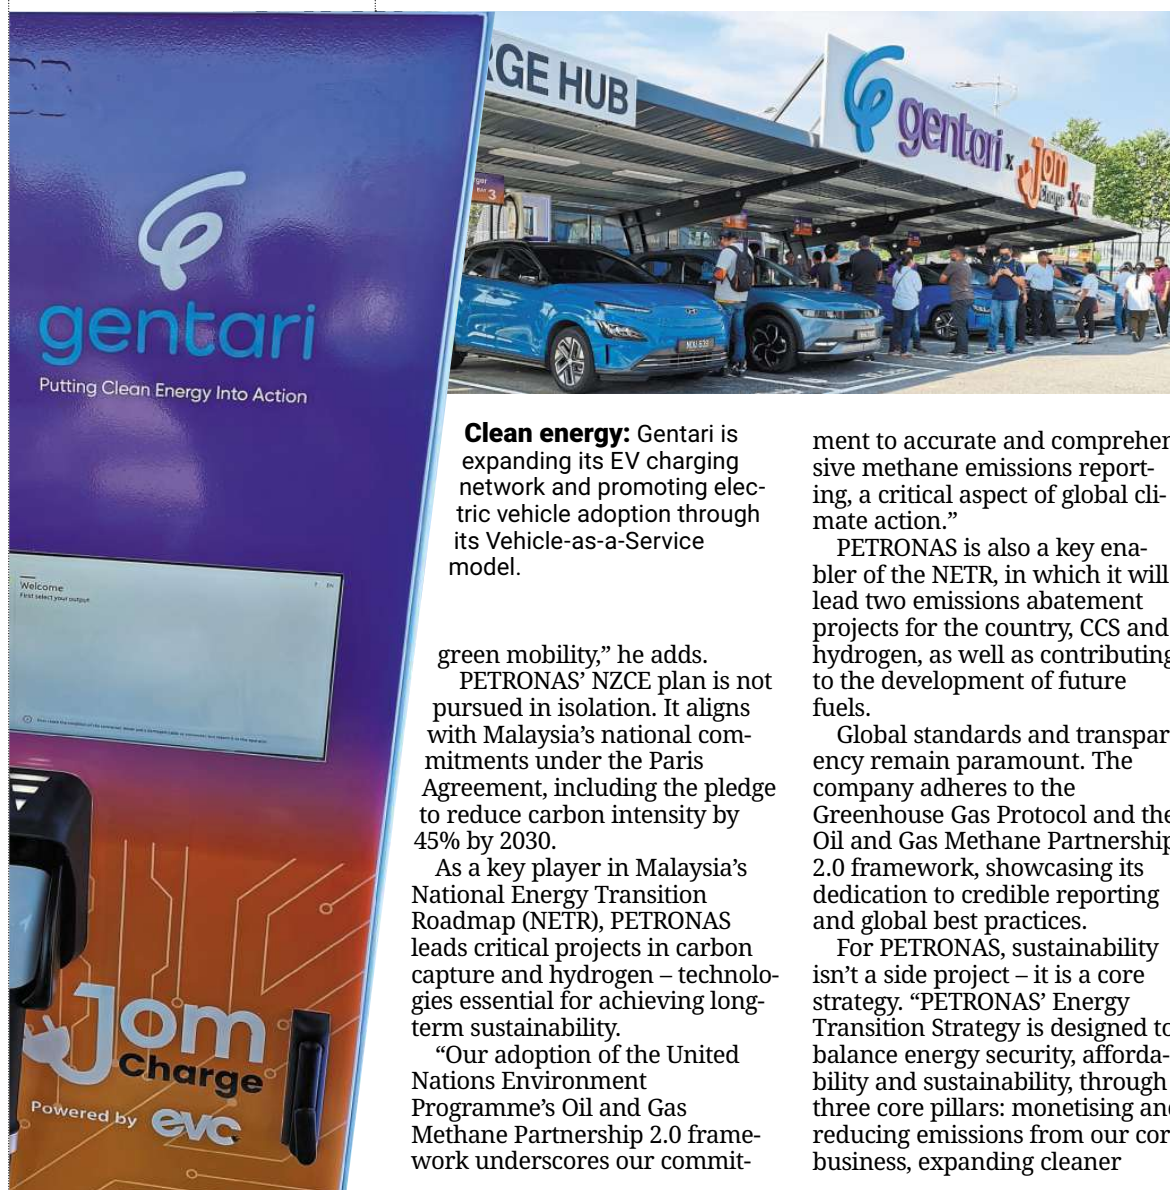 gentari
Putting Clean Energy Into Action
Welcome
First select your output
? EN
Jom
Charge
Powered by evc
RGE HUB
gentari x Jom
Charge
BAY 3
NDU 639
Clean energy: Gentari is
expanding its EV charging
network and promoting elec-
tric vehicle adoption through
its Vehicle-as-a-Service
model.
green mobility,” he adds.
PETRONAS’ NZCE plan is not
pursued in isolation. It aligns
with Malaysia’s national com-
mitments under the Paris
Agreement, including the pledge
to reduce carbon intensity by
45% by 2030.
As a key player in Malaysia’s
National Energy Transition
Roadmap (NETR), PETRONAS
leads critical projects in carbon
capture and hydrogen – technolo-
gies essential for achieving long-
term sustainability.
“Our adoption of the United
Nations Environment
Programme’s Oil and Gas
Methane Partnership 2.0 frame-
work underscores our commit-
ment to accurate and comprehen
sive methane emissions report-
ing, a critical aspect of global cli-
mate action.”
PETRONAS is also a key ena-
bler of the NETR, in which it will
lead two emissions abatement
projects for the country, CCS and
hydrogen, as well as contributing
to the development of future
fuels.
Global standards and transpar
ency remain paramount. The
company adheres to the
Greenhouse Gas Protocol and the
Oil and Gas Methane Partnership
2.0 framework, showcasing its
dedication to credible reporting
and global best practices.
For PETRONAS, sustainability
isn’t a side project – it is a core
strategy. “PETRONAS’ Energy
Transition Strategy is designed to
balance energy security, afforda-
bility and sustainability, through
three core pillars: monetising and
reducing emissions from our cor
business, expanding cleaner